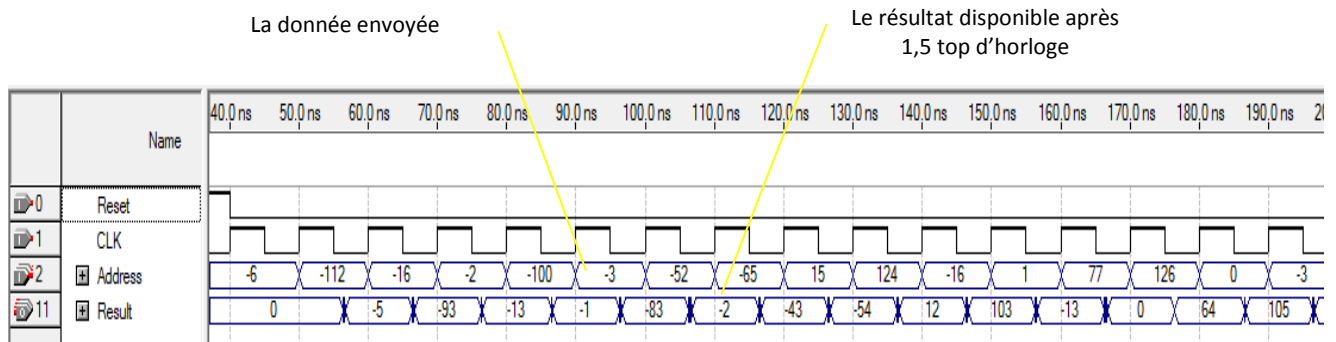 La donnée envoyée
Le résultat disponible après
1,5 top d'horloge
Name
40.0 ns 50.0 ns 60.0 ns 70.0 ns 80.0 ns 90.0 ns 100.0 ns 110.0 ns 120.0 ns 130.0 ns 140.0 ns 150.0 ns 160.0 ns 170.0 ns 180.0 ns 190.0 ns
0 Reset
1 CLK
2 Address -6 -112 -16 -2 -100 -3 -52 -65 15 124 -16 1 77 126 0 -3
11 Result 0 -5 -93 -13 -1 -83 -2 -43 -54 12 103 -13 0 64 105